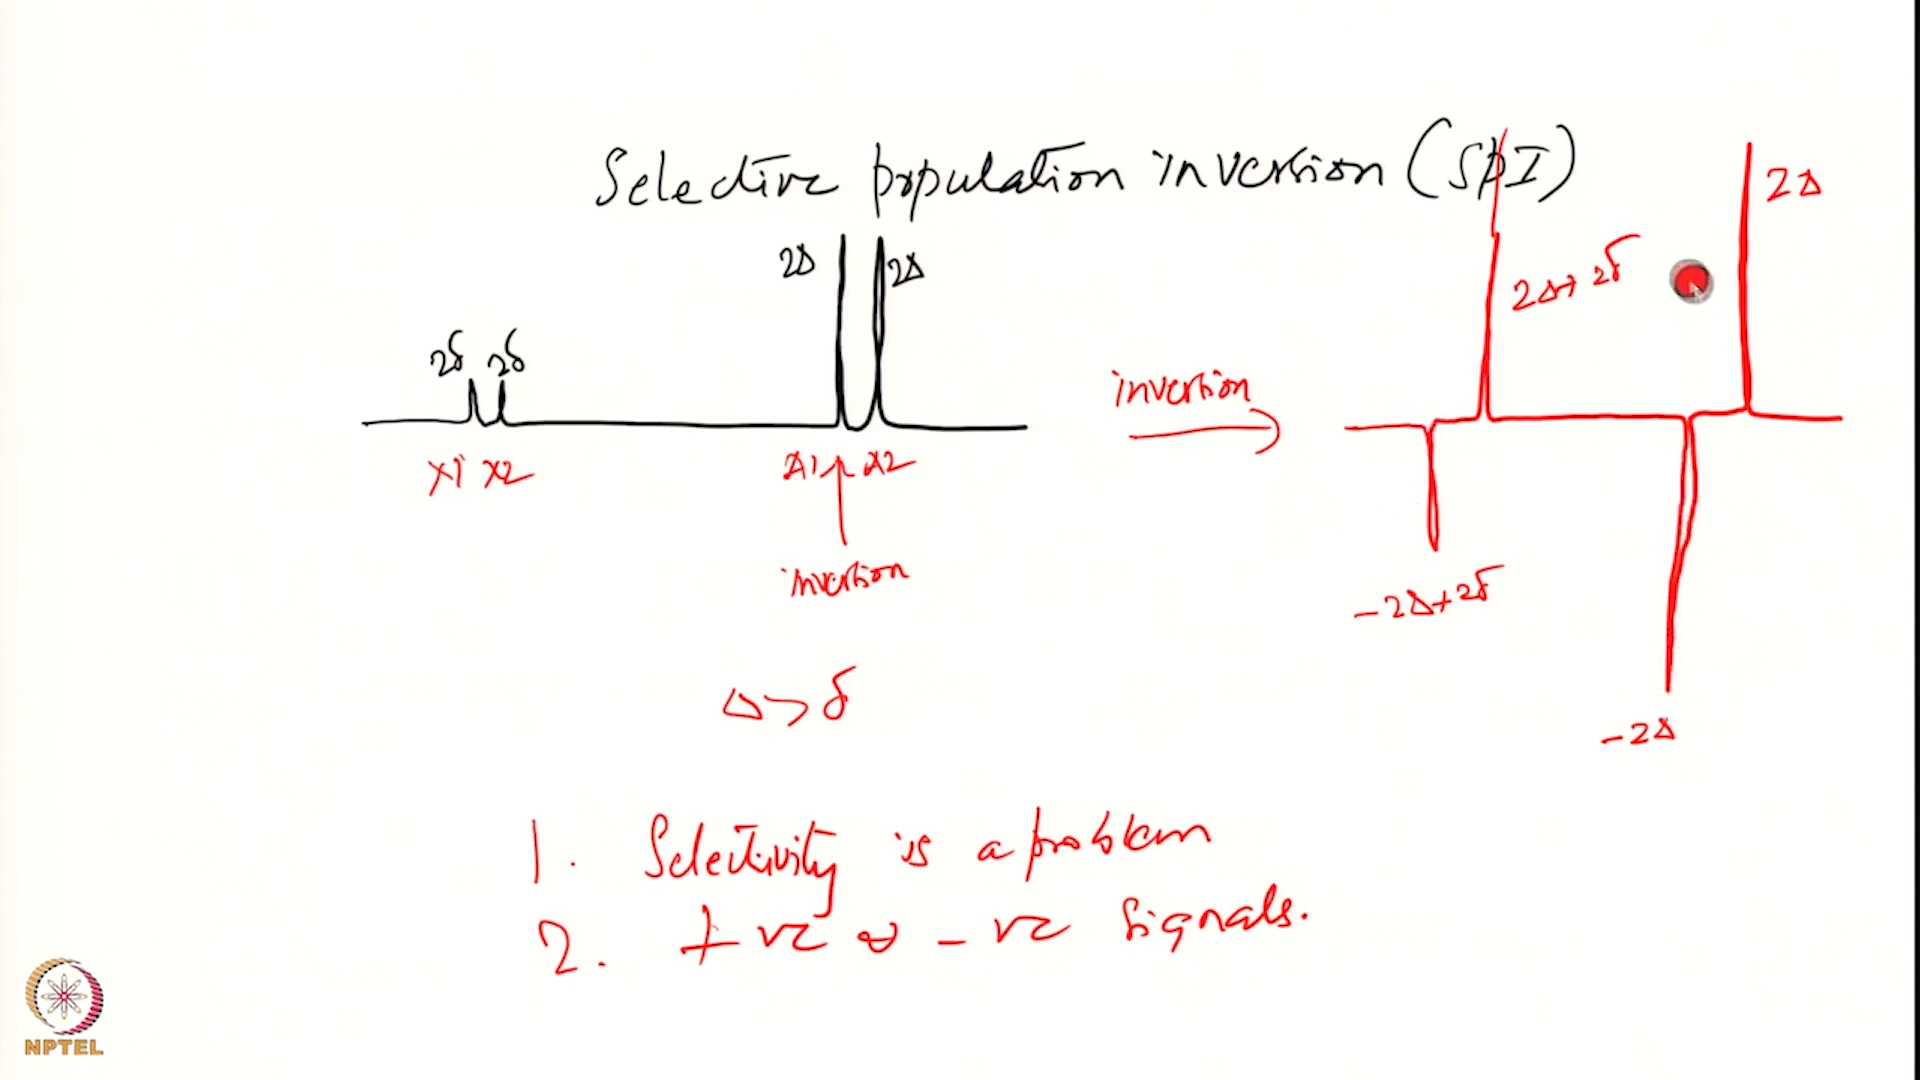 Selective population inversion (SPI)
2Δ
2Δ 2Δ
2Δ+2δ
2δ 2δ
inversion
X1 X2 A1 A2
inversion
-2Δ+2δ
Δ>δ
-2Δ
1. Selectivity is a problem
2. +ve & -ve signals.
NPTEL